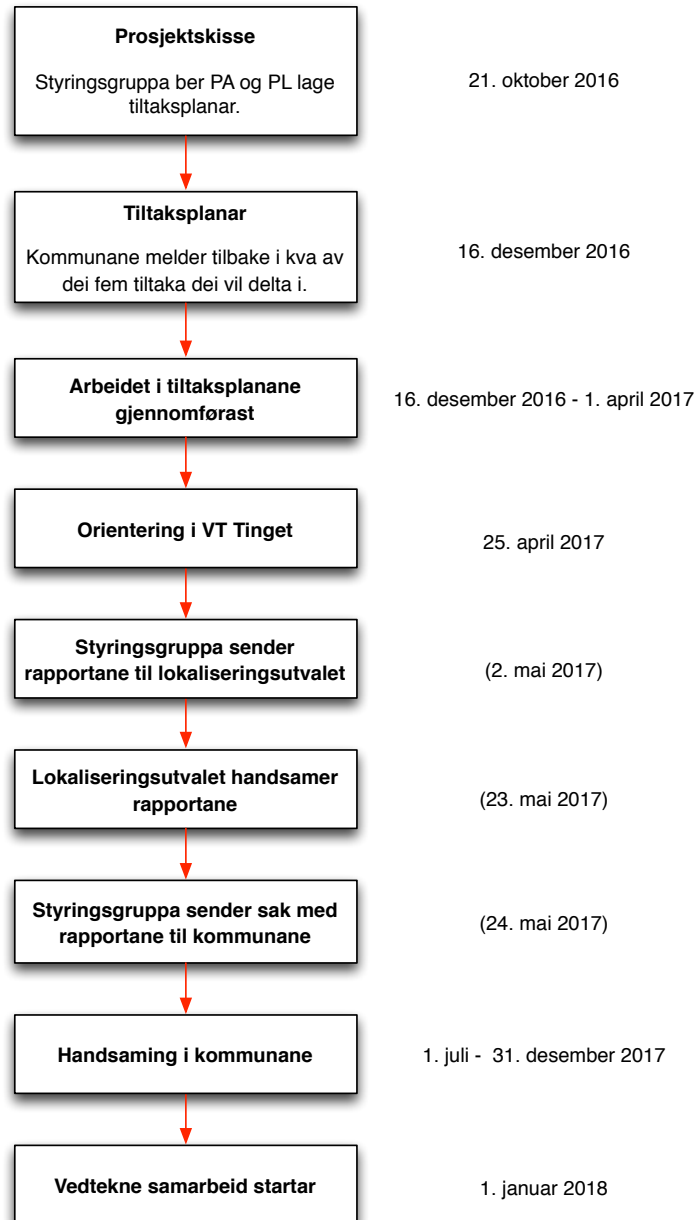 Prosjektskisse
Styringsgruppa ber PA og PL lage
tiltaksplanar.
21. oktober 2016
Tiltaksplanar
Kommunane melder tilbake i kva av
dei fem tiltaka dei vil delta i.
16. desember 2016
Arbeidet i tiltaksplanane
gjennomførast
16. desember 2016 - 1. april 2017
Orientering i VT Tinget
25. april 2017
Styringsgruppa sender
rapportane til lokaliseringsutvalet
(2. mai 2017)
Lokaliseringsutvalet handsamer
rapportane
(23. mai 2017)
Styringsgruppa sender sak med
rapportane til kommunane
(24. mai 2017)
Handsaming i kommunane
1. juli -  31. desember 2017
Vedtekne samarbeid startar
1. januar 2018